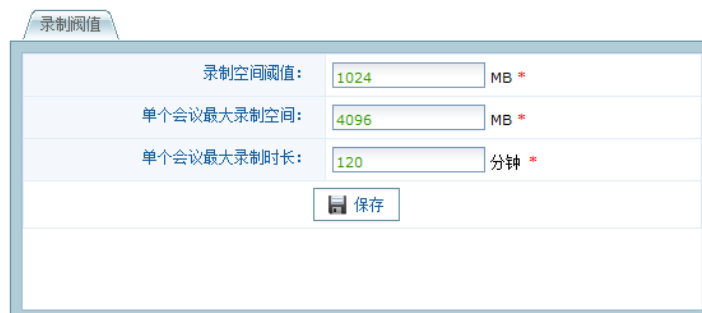 录制阀值
录制空间阈值： 1024 MB *
单个会议最大录制空间： 4096 MB *
单个会议最大录制时长： 120 分钟 *
保存